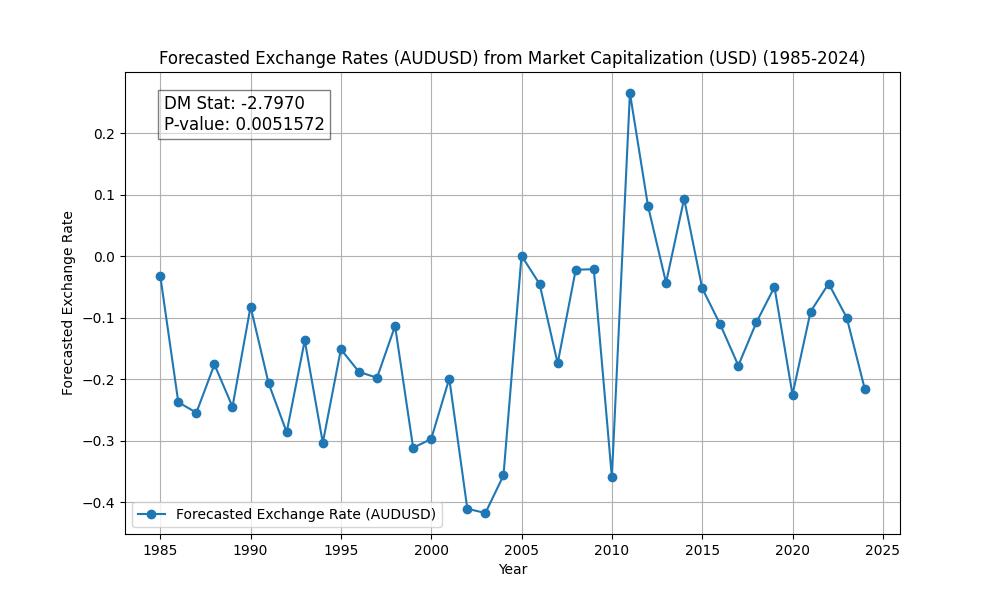 Forecasted Exchange Rates (AUDUSD) from Market Capitalization (USD) (1985-2024)
DM Stat: -2.7970
P-value: 0.0051572
Forecasted Exchange Rate
0.2
0.1
0.0
−0.1
−0.2
−0.3
−0.4
Forecasted Exchange Rate (AUDUSD)
1985 1990 1995 2000 2005 2010 2015 2020 2025
Year